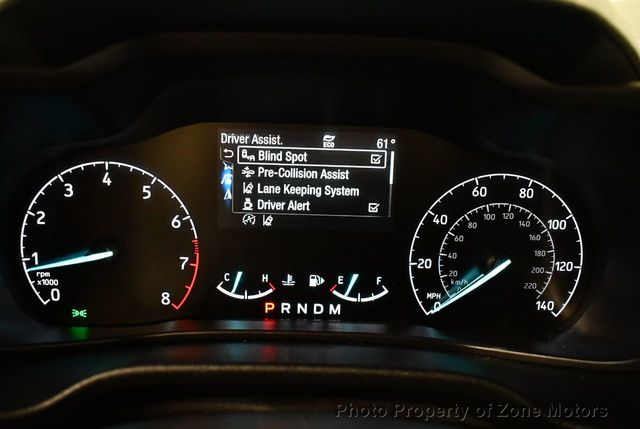 Driver Assist. ECO 61°
Blind Spot
Pre-Collision Assist
Lane Keeping System
Driver Alert
0 1 2 3 4 5 6 7 8
rpm
x1000
C H E F
P R N D M
0 20 40 60 80 100 120 140
MPH
20 40 60 80 100 120 140 160 180 200 220
km/h
Photo Property of Zone Motors